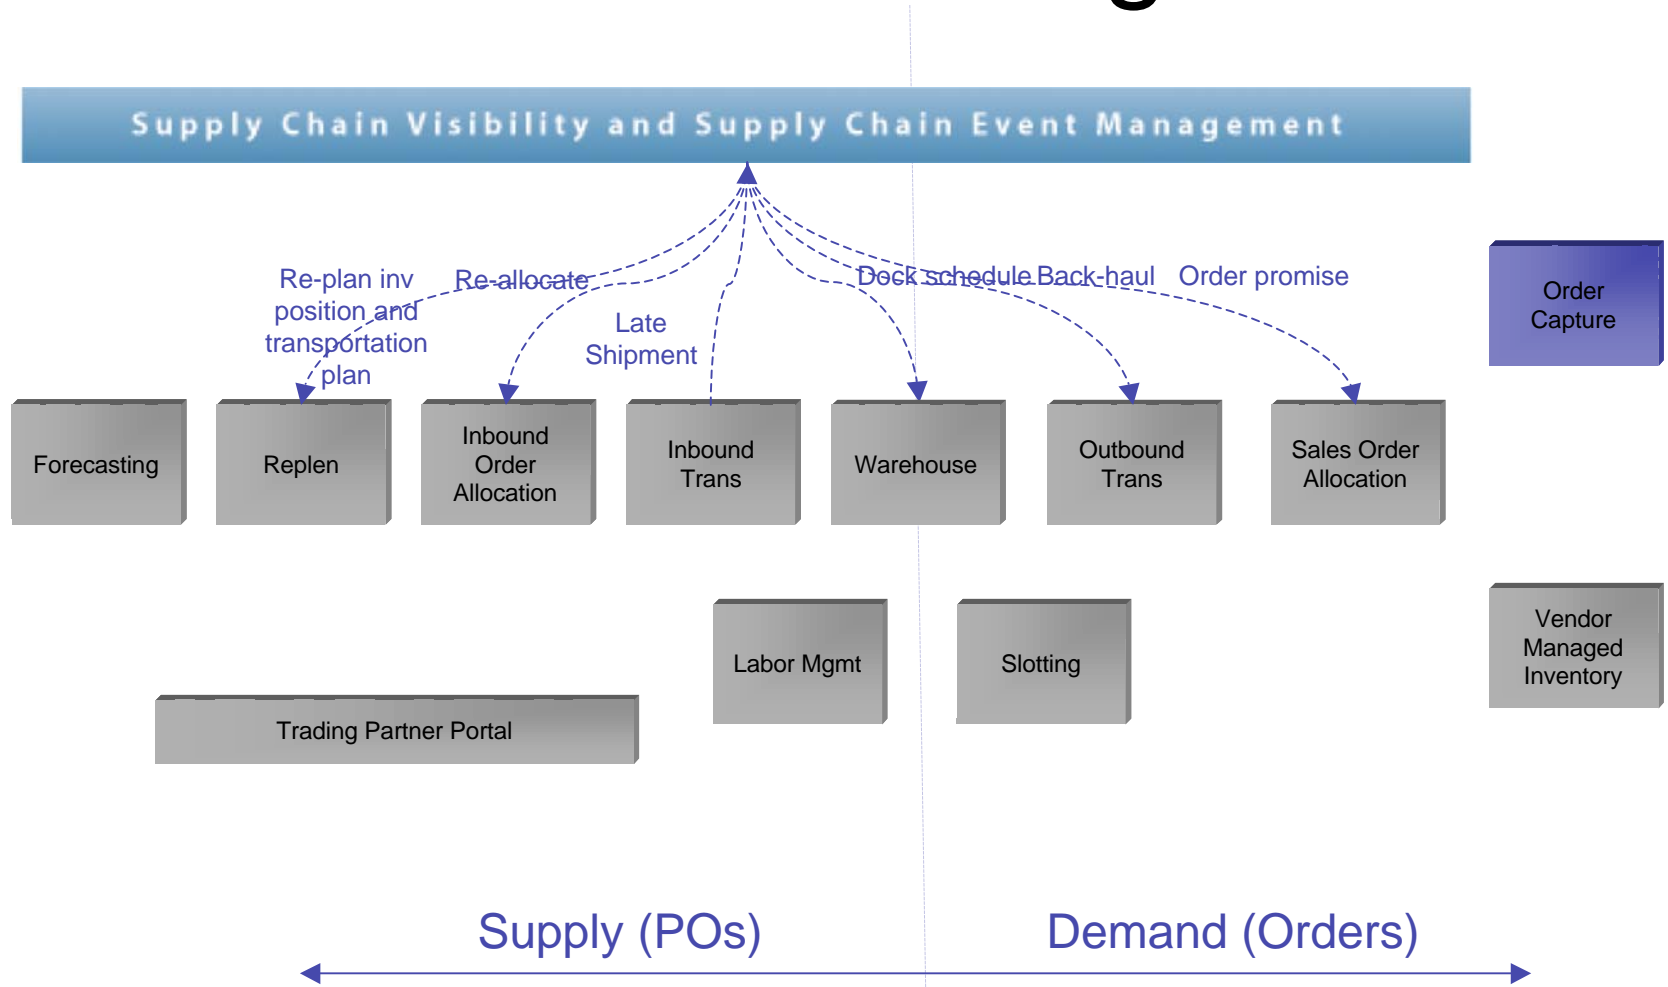 Supply Chain Visibility and Supply Chain Event Management
Re-plan inv
position and
transportation
plan
Re-allocate
Late
Shipment
Dock schedule
Back-haul
Order promise
Order
Capture
Forecasting
Replen
Inbound
Order
Allocation
Inbound
Trans
Warehouse
Outbound
Trans
Sales Order
Allocation
Labor Mgmt
Slotting
Vendor
Managed
Inventory
Trading Partner Portal
Supply (POs)
Demand (Orders)